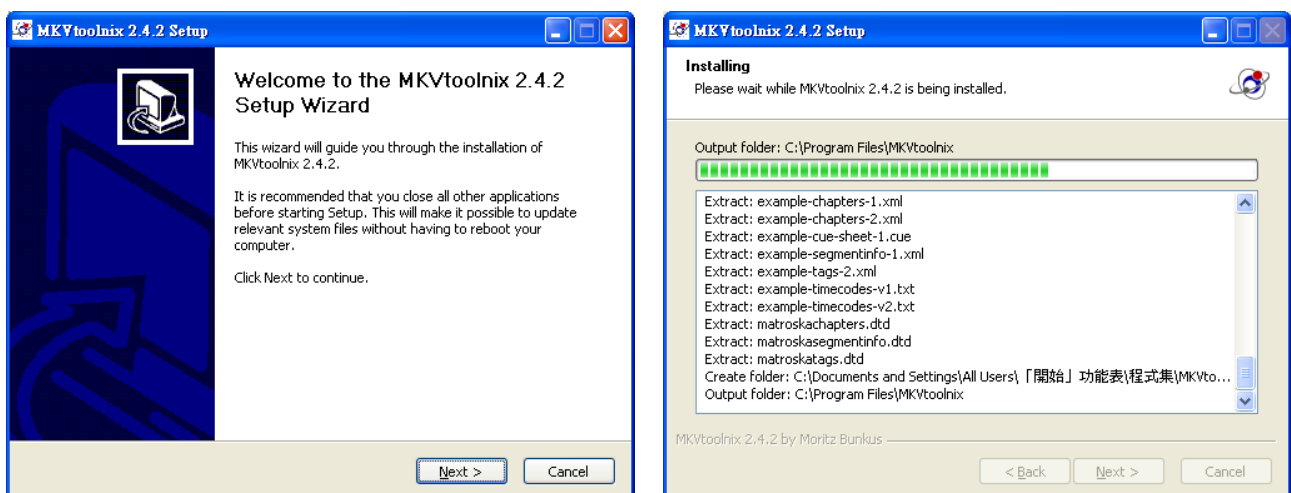 MKVtoolnix 2.4.2 Setup
Welcome to the MKVtoolnix 2.4.2
Setup Wizard
This wizard will guide you through the installation of
MKVtoolnix 2.4.2.
It is recommended that you close all other applications
before starting Setup. This will make it possible to update
relevant system files without having to reboot your
computer.
Click Next to continue.
Next >
Cancel
MKVtoolnix 2.4.2 Setup
Installing
Please wait while MKVtoolnix 2.4.2 is being installed.
Output folder: C:\Program Files\MKVtoolnix
Extract: example-chapters-1.xml
Extract: example-chapters-2.xml
Extract: example-cue-sheet-1.cue
Extract: example-segmentinfo-1.xml
Extract: example-tags-2.xml
Extract: example-timecodes-v1.txt
Extract: example-timecodes-v2.txt
Extract: matroskachapters.dtd
Extract: matroskasegmentinfo.dtd
Extract: matroskatags.dtd
Create folder: C:\Documents and Settings\All Users\「開始」功能表\程式集\MKVto...
Output folder: C:\Program Files\MKVtoolnix
MKVtoolnix 2.4.2 by Moritz Bunkus
< Back
Next >
Cancel